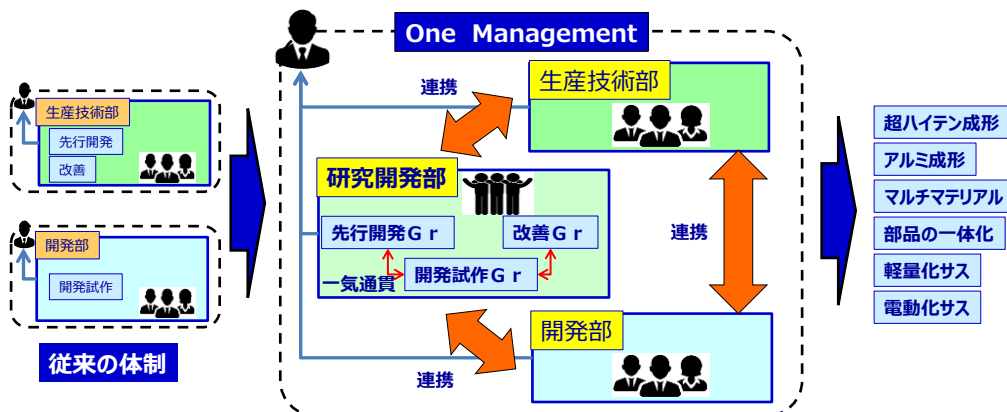 One Management
生産技術部
先行開発
改善
開発部
開発試作
従来の体制
連携
生産技術部
研究開発部
先行開発Ｇｒ
改善Ｇｒ
一気通貫
開発試作Ｇｒ
連携
開発部
連携
超ハイテン成形
アルミ成形
マルチマテリアル
部品の一体化
軽量化サス
電動化サス